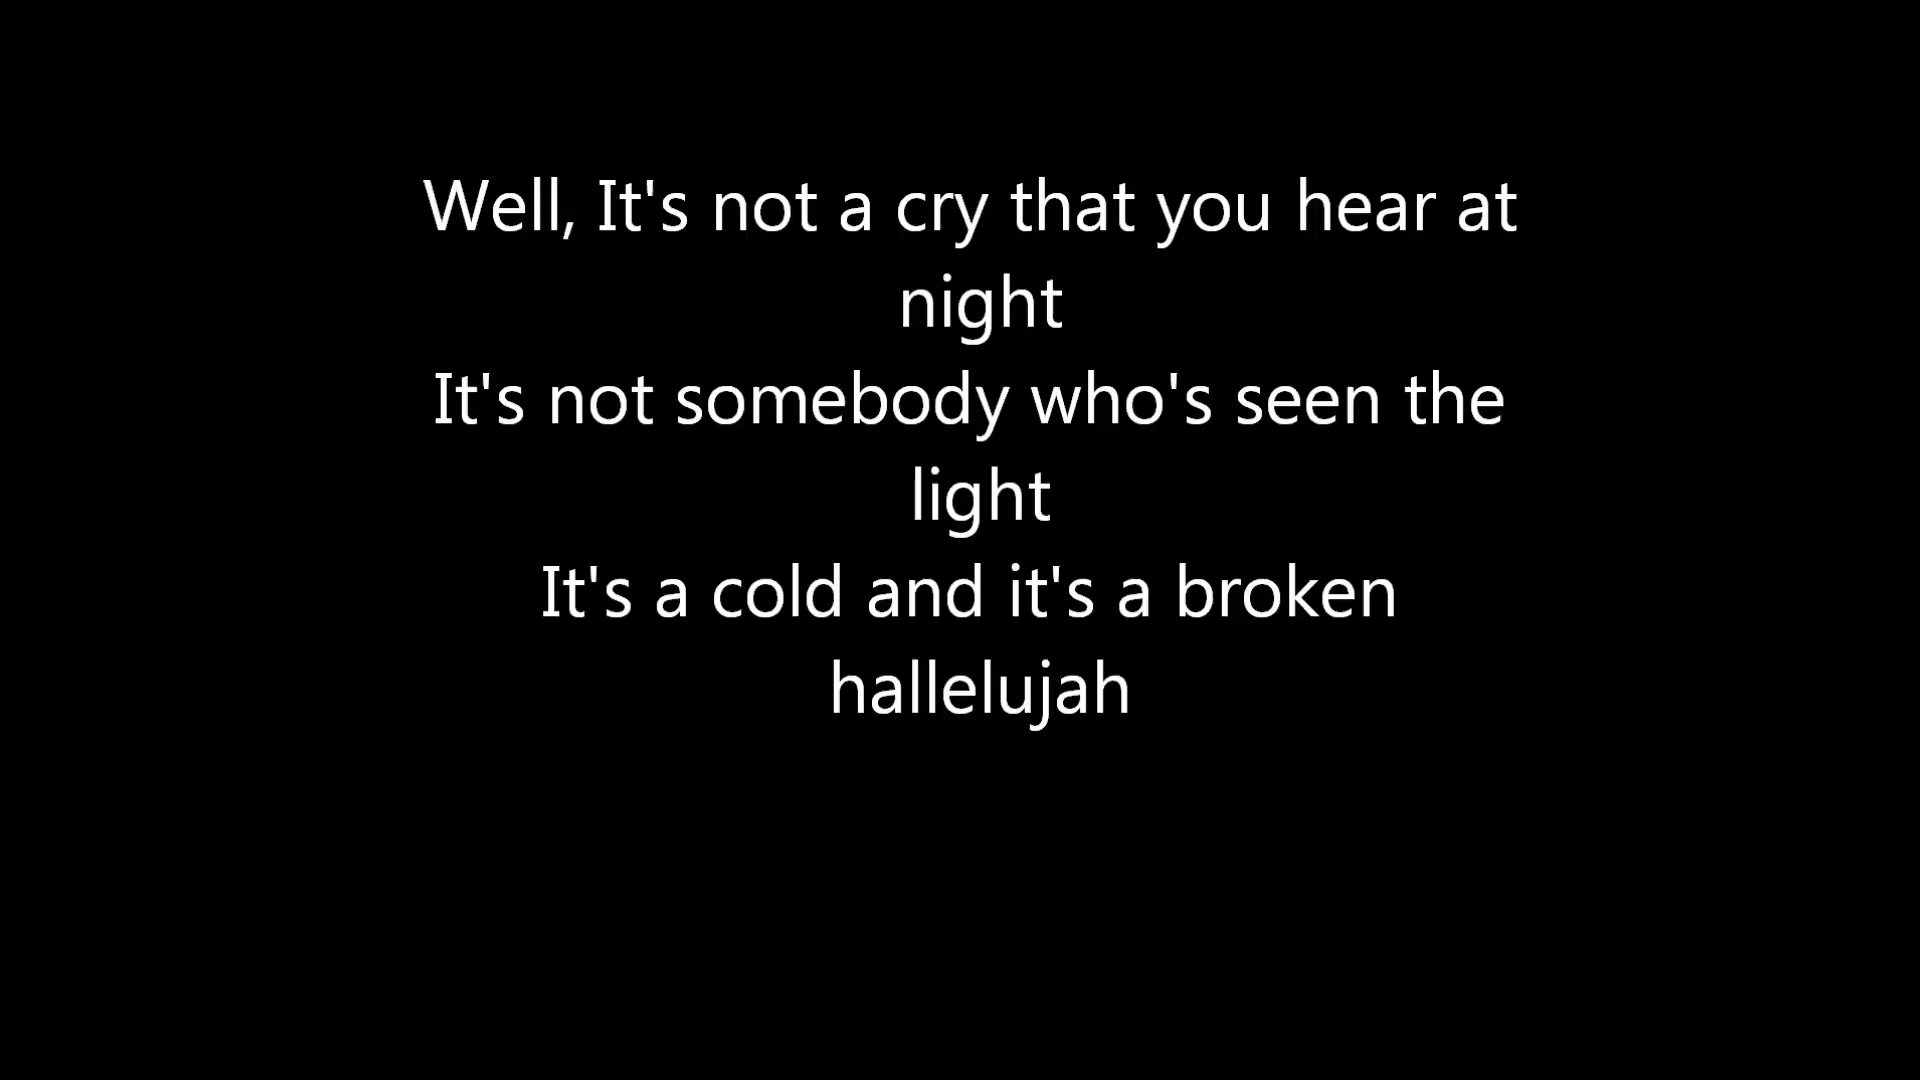 Well, It's not a cry that you hear at
night
It's not somebody who's seen the
light
It's a cold and it's a broken
hallelujah